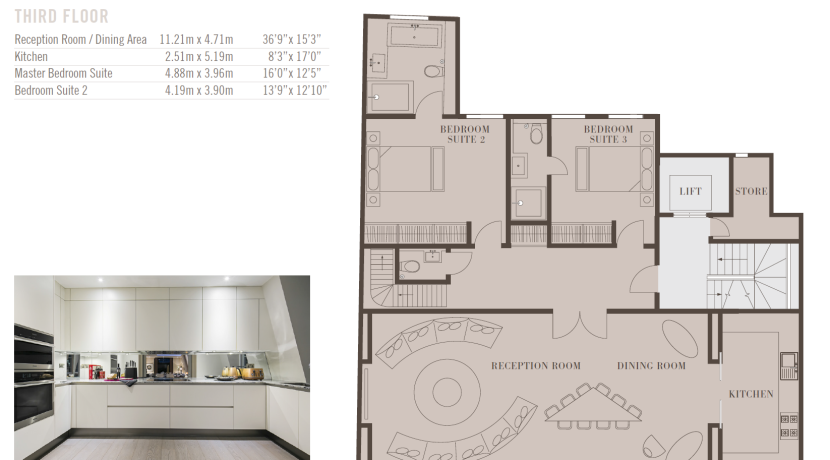 THIRD FLOOR
Reception Room / Dining Area 11.21m x 4.71m 36'9" x 15'3"
Kitchen 2.51m x 5.19m 8'3" x 17'0"
Master Bedroom Suite 4.88m x 3.96m 16'0" x 12'5"
Bedroom Suite 2 4.19m x 3.90m 13'9" x 12'10"
BEDROOM
SUITE 2
BEDROOM
SUITE 3
LIFT
STORE
RECEPTION ROOM
DINING ROOM
KITCHEN